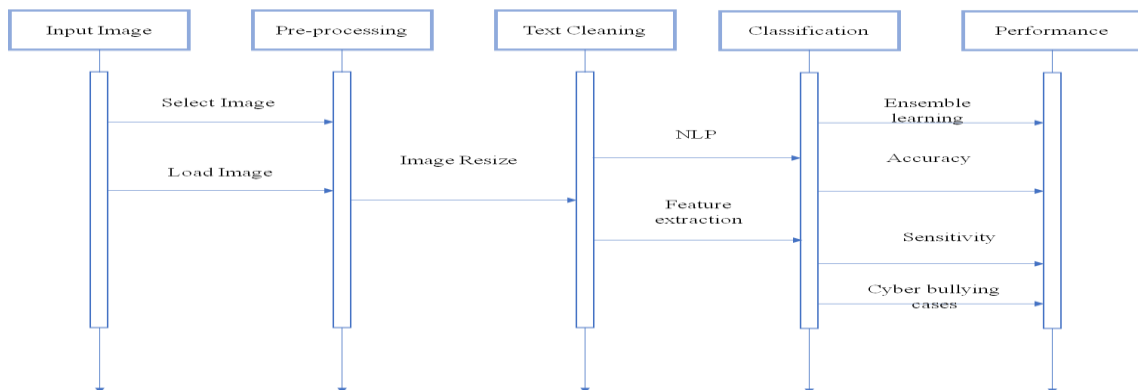 Input Image
Pre-processing
Text Cleaning
Classification
Performance
Select Image
Ensemble
learning
NLP
Image Resize
Accuracy
Load Image
Feature
extraction
Sensitivity
Cyber bullying
cases